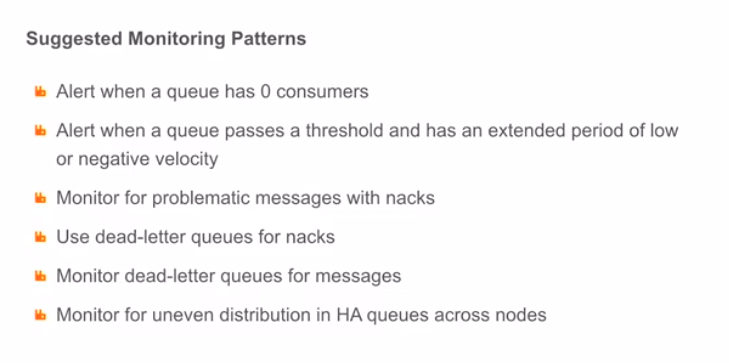 Suggested Monitoring Patterns
Alert when a queue has 0 consumers
Alert when a queue passes a threshold and has an extended period of low
or negative velocity
Monitor for problematic messages with nacks
Use dead-letter queues for nacks
Monitor dead-letter queues for messages
Monitor for uneven distribution in HA queues across nodes